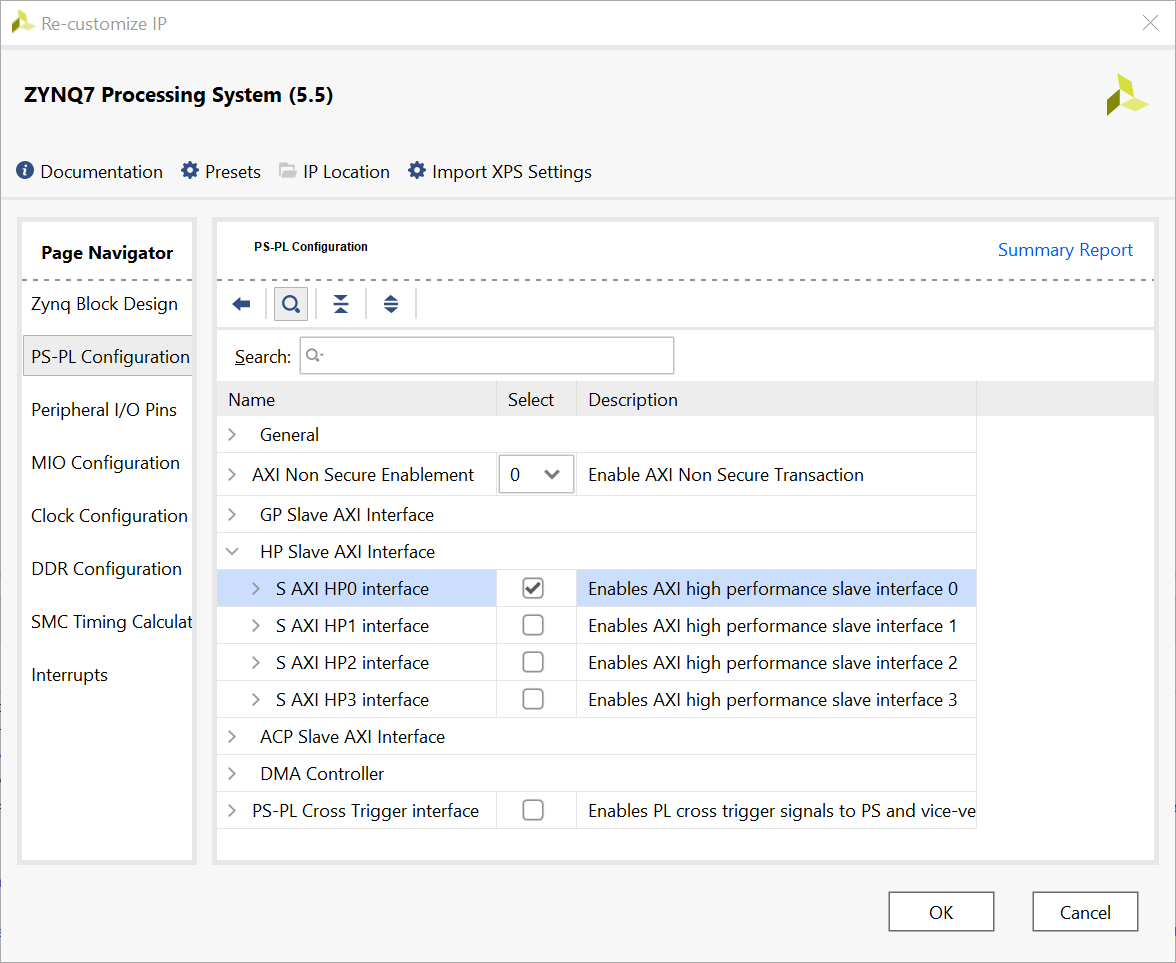 Re-customize IP
ZYNQ7 Processing System (5.5)
Documentation Presets IP Location Import XPS Settings
Page Navigator
Zynq Block Design
PS-PL Configuration
Peripheral I/O Pins
MIO Configuration
Clock Configuration
DDR Configuration
SMC Timing Calculat
Interrupts
PS-PL Configuration
Summary Report
Search:
Name Select Description
General
AXI Non Secure Enablement 0 Enable AXI Non Secure Transaction
GP Slave AXI Interface
HP Slave AXI Interface
S AXI HP0 interface Enables AXI high performance slave interface 0
S AXI HP1 interface Enables AXI high performance slave interface 1
S AXI HP2 interface Enables AXI high performance slave interface 2
S AXI HP3 interface Enables AXI high performance slave interface 3
ACP Slave AXI Interface
DMA Controller
PS-PL Cross Trigger interface Enables PL cross trigger signals to PS and vice-ve
OK Cancel